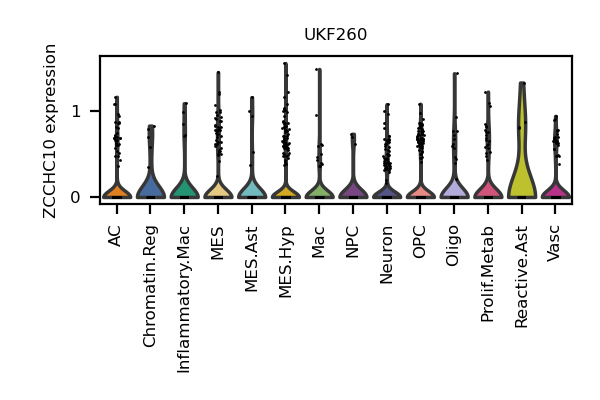 UKF260
ZCCHC10 expression
1
0
AC
Chromatin.Reg
Inflammatory.Mac
MES
MES.Ast
MES.Hyp
Mac
NPC
Neuron
OPC
Oligo
Prolif.Metab
Reactive.Ast
Vasc